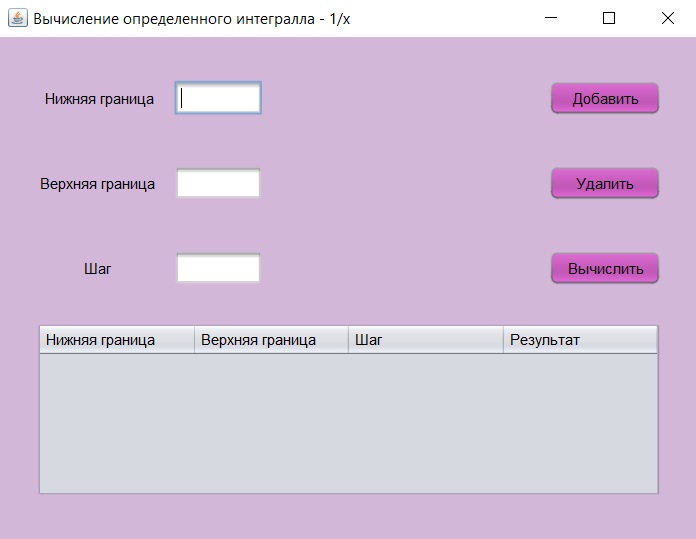 Вычисление определенного интегралла - 1/x
Нижняя граница
Добавить
Верхняя граница
Удалить
Шаг
Вычислить
Нижняя граница Верхняя граница Шаг Результат